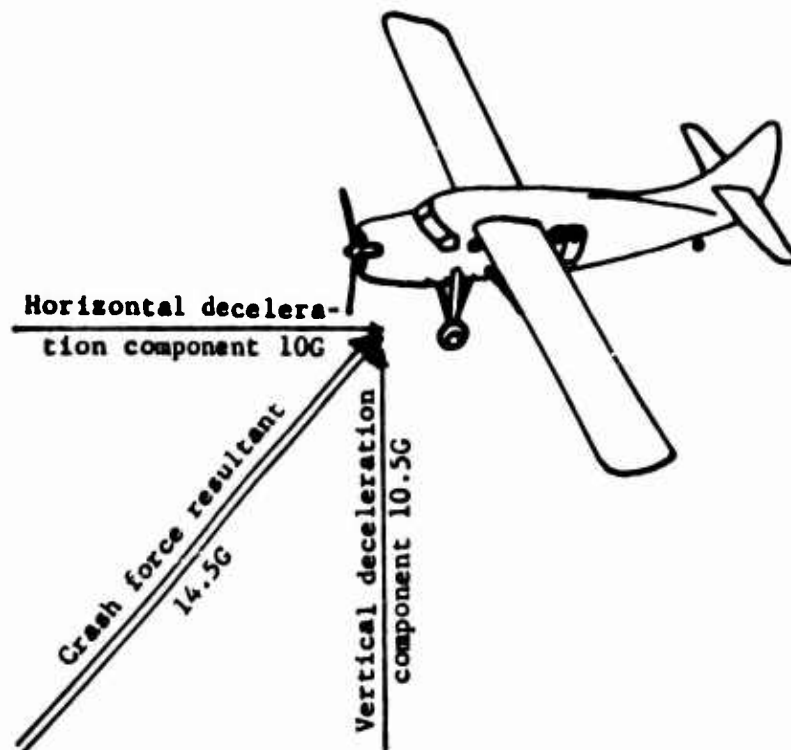 Horizontal decelera-
tion component 10G
Crash force resultant
14.5G
Vertical deceleration
component 10.5G